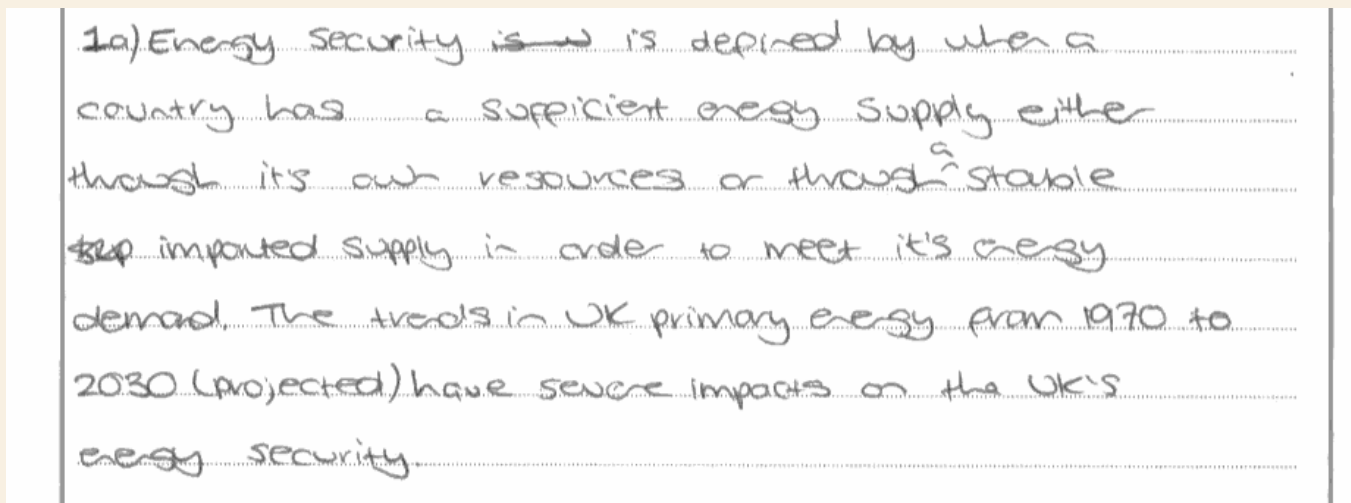 1a) Energy security is is defined by when a
country has a sufficient energy supply either
through it's own resources or through a stable
imported supply in order to meet it's energy
demand. The trends in UK primary energy from 1970 to
2030 (projected) have severe impacts on the UK's
energy security.